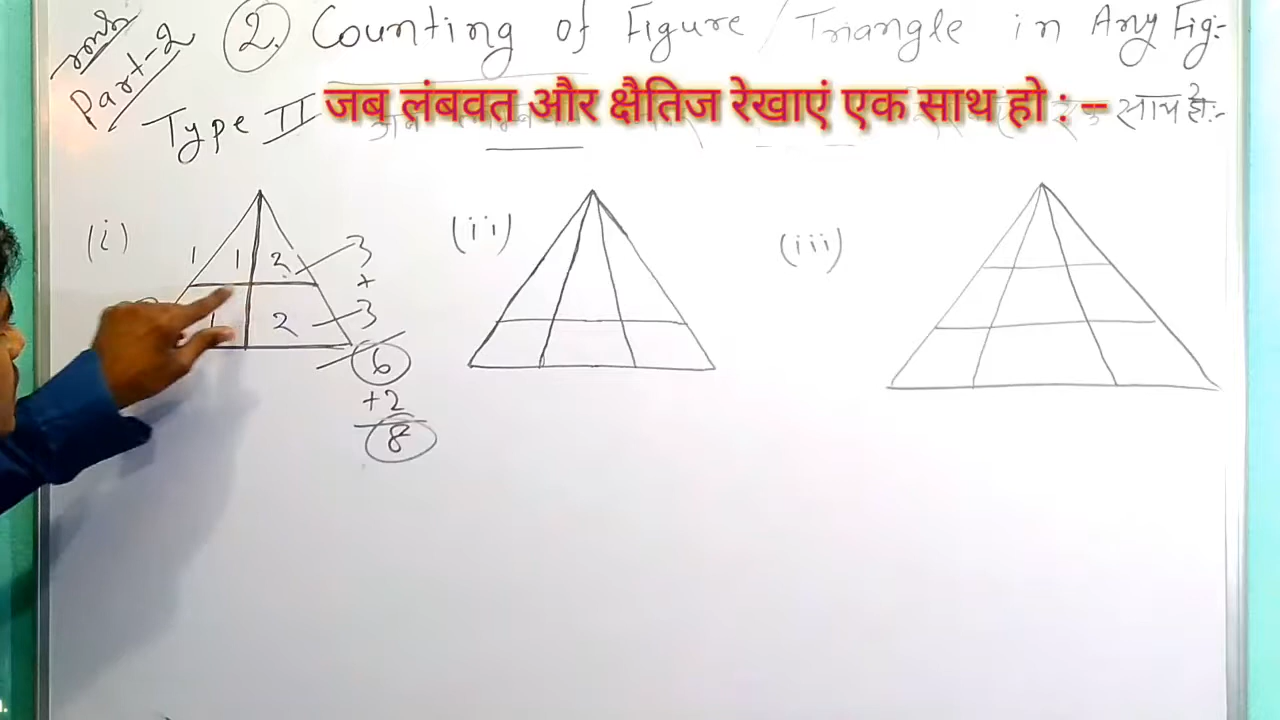 Part-2
2. Counting of Figure / Triangle in Any Fig:-
जब लंबवत और क्षैतिज रेखाएं एक साथ हो : --
Type II साथ हो:-
(i)
1 1 2 3
+
1 2 3
6
+2
8
(ii)
(iii)